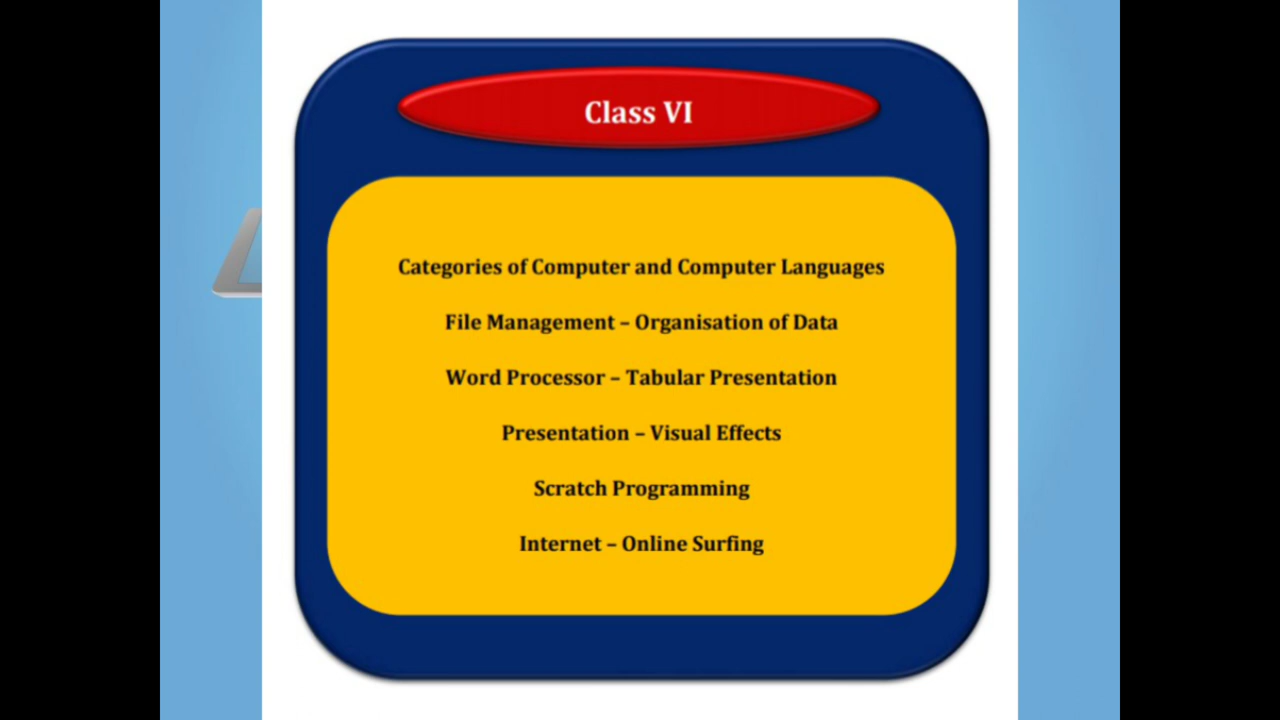 Class VI
Categories of Computer and Computer Languages
File Management – Organisation of Data
Word Processor – Tabular Presentation
Presentation – Visual Effects
Scratch Programming
Internet – Online Surfing